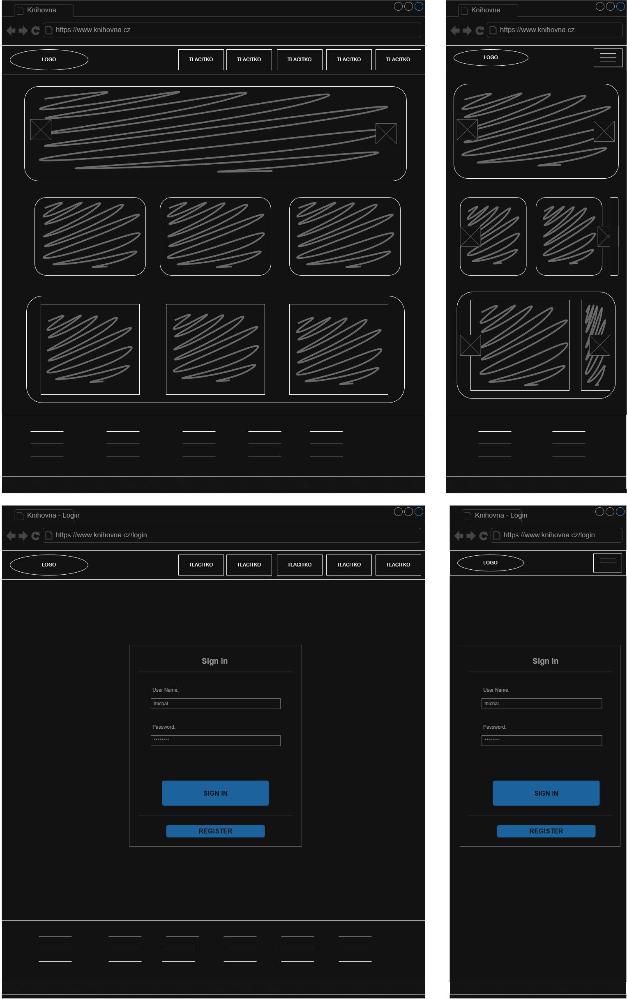 Knihovna
https://www.knihovna.cz
LOGO
TLACITKO TLACITKO TLACITKO TLACITKO TLACITKO
Knihovna
https://www.knihovna.cz
LOGO
Knihovna - Login
https://www.knihovna.cz/login
LOGO
TLACITKO TLACITKO TLACITKO TLACITKO TLACITKO
Sign In
User Name:
michal
Password:
********
SIGN IN
REGISTER
Knihovna - Login
https://www.knihovna.cz/login
LOGO
Sign In
User Name:
michal
Password:
********
SIGN IN
REGISTER